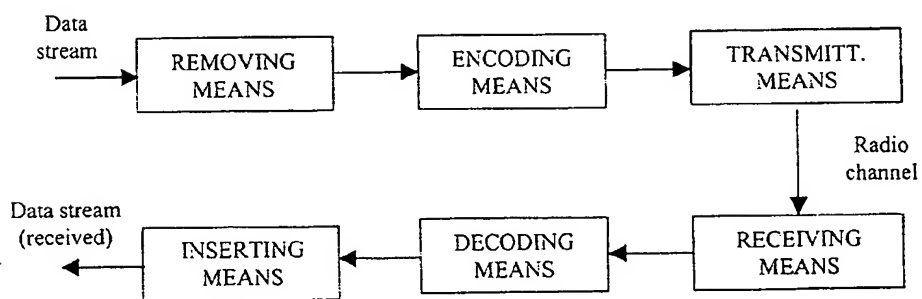 Data
stream
REMOVING
MEANS
ENCODING
MEANS
TRANSMITT.
MEANS
Radio
channel
Data stream
(received)
INSERTING
MEANS
DECODING
MEANS
RECEIVING
MEANS